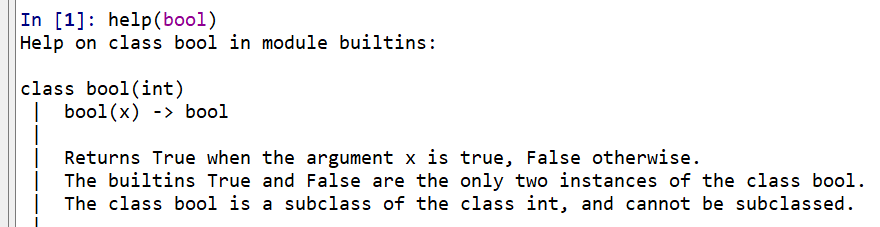 In [1]: help(bool)
Help on class bool in module builtins:
class bool(int)
 |  bool(x) -> bool
 |
 |  Returns True when the argument x is true, False otherwise.
 |  The builtins True and False are the only two instances of the class bool.
 |  The class bool is a subclass of the class int, and cannot be subclassed.
 |